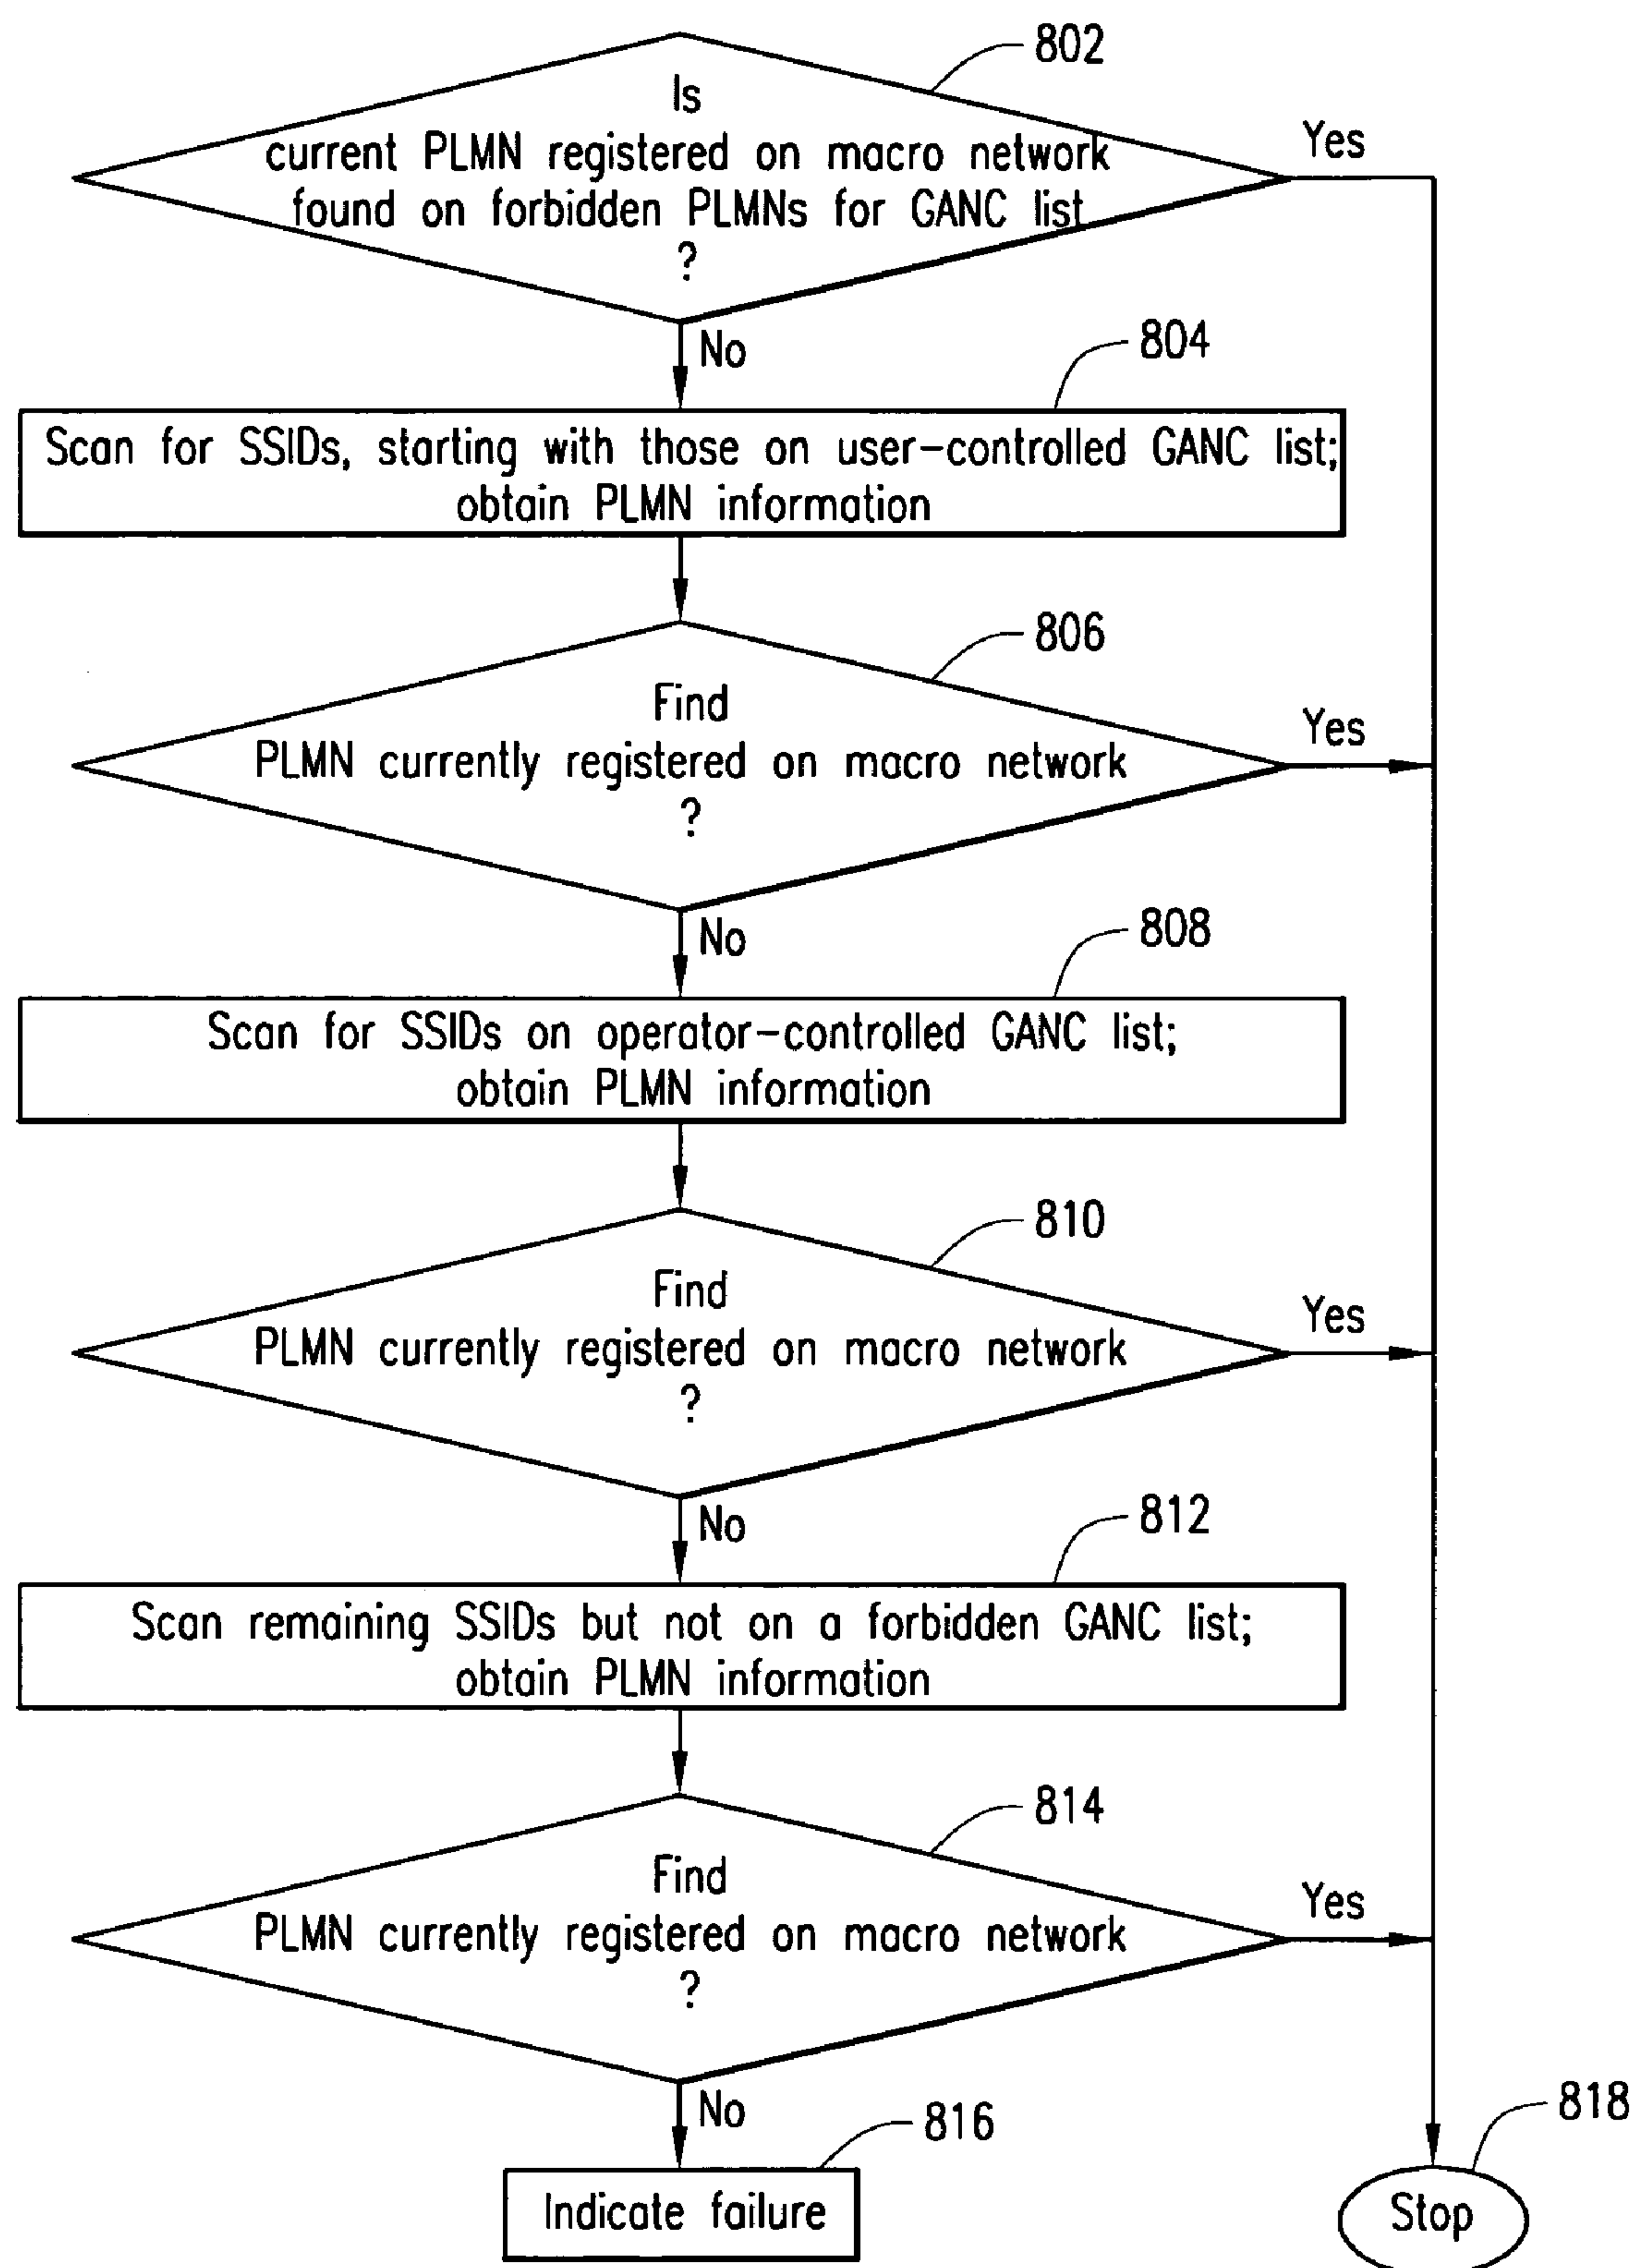 802
Is
current PLMN registered on macro network
found on forbidden PLMNs for GANC list
?
Yes
No
804
Scan for SSIDs, starting with those on user-controlled GANC list;
obtain PLMN information
806
Find
PLMN currently registered on macro network
?
Yes
No
808
Scan for SSIDs on operator-controlled GANC list;
obtain PLMN information
810
Find
PLMN currently registered on macro network
?
Yes
No
812
Scan remaining SSIDs but not on a forbidden GANC list;
obtain PLMN information
814
Find
PLMN currently registered on macro network
?
Yes
No
816
Indicate failure
818
Stop